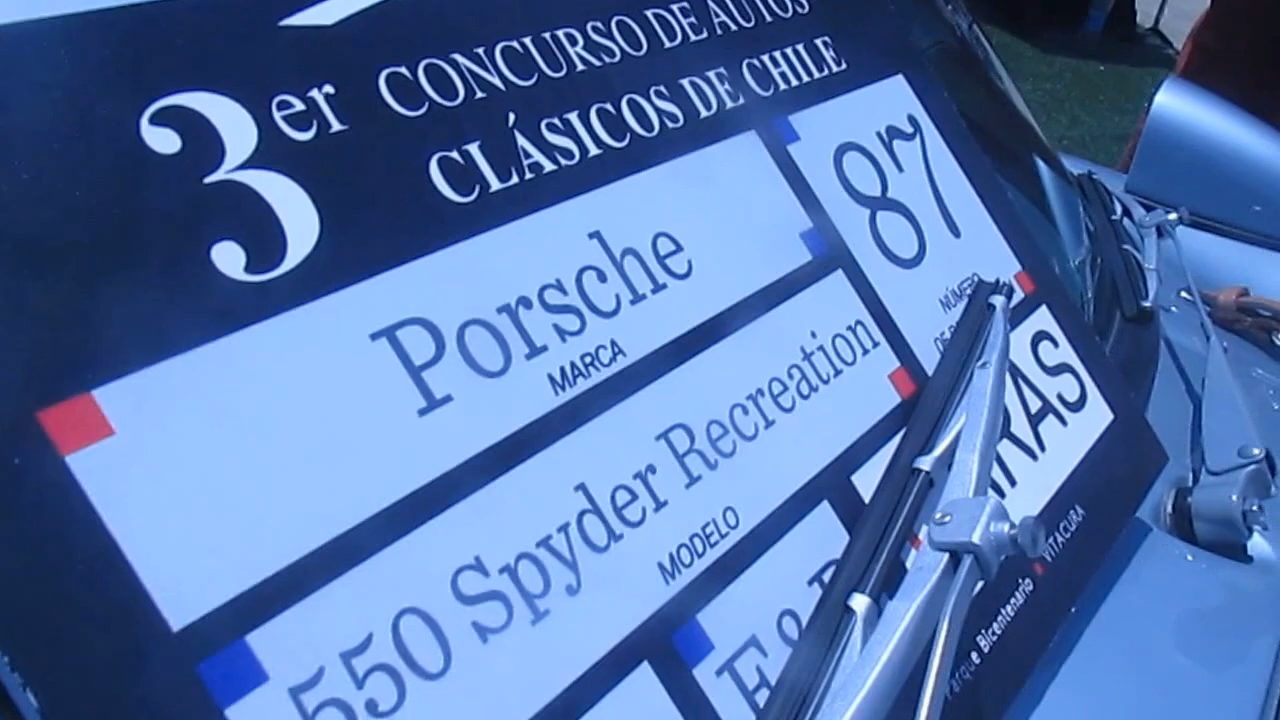 3er CONCURSO DE AUTOS
CLÁSICOS DE CHILE
Porsche
MARCA
87
NÚMERO
550 Spyder Recreation
MODELO
Parque Bicentenario VITACURA